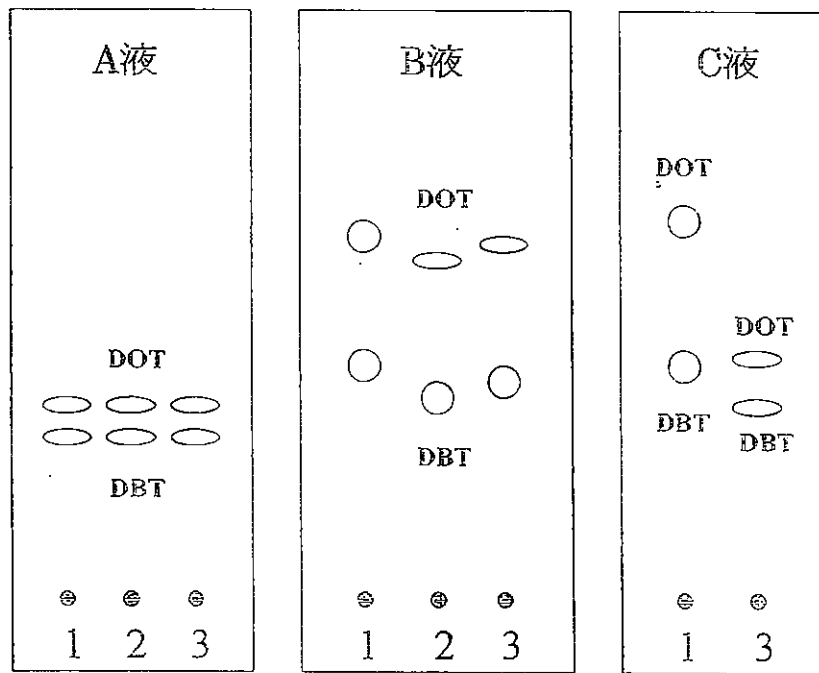 A液
DOT
DBT
1 2 3
B液
DOT
DBT
1 2 3
C液
DOT
DOT
DBT
DBT
1 3